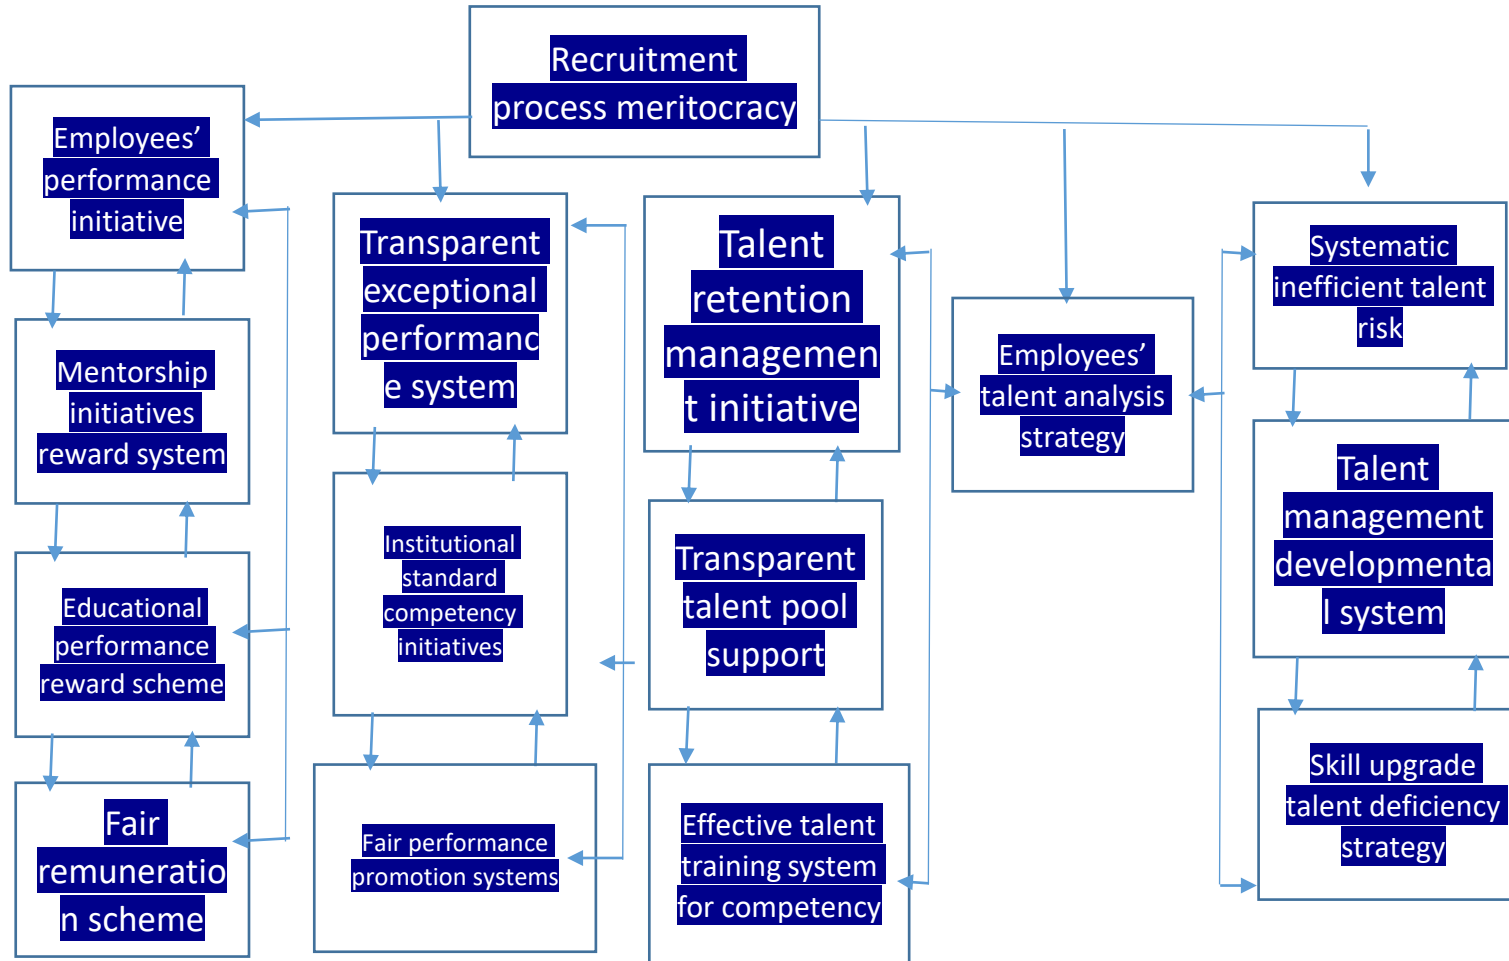 Recruitment
process meritocracy
Employees’
performance
initiative
Mentorship
initiatives
reward system
Educational
performance
reward scheme
Fair
remuneratio
n scheme
Transparent
exceptional
performanc
e system
Institutional
standard
competency
initiatives
Fair performance
promotion systems
Talent
retention
managemen
t initiative
Transparent
talent pool
support
Effective talent
training system
for competency
Employees’
talent analysis
strategy
Systematic
inefficient talent
risk
Talent
management
developmenta
l system
Skill upgrade
talent deficiency
strategy